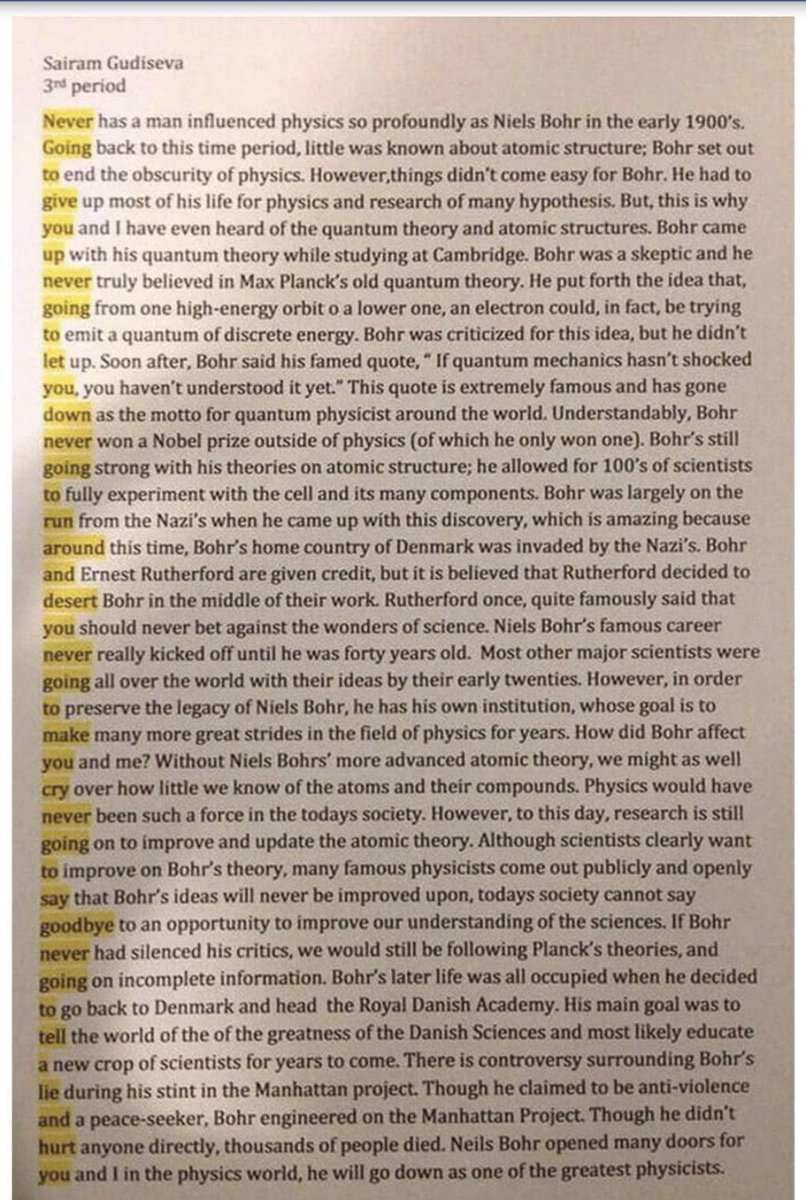 Sairam Gudiseva
3rd period
Never has a man influenced physics so profoundly as Niels Bohr in the early 1900's.
Going back to this time period, little was known about atomic structure; Bohr set out
to end the obscurity of physics. However,things didn't come easy for Bohr. He had to
give up most of his life for physics and research of many hypothesis. But, this is why
you and I have even heard of the quantum theory and atomic structures. Bohr came
up with his quantum theory while studying at Cambridge. Bohr was a skeptic and he
never truly believed in Max Planck's old quantum theory. He put forth the idea that,
going from one high-energy orbit o a lower one, an electron could, in fact, be trying
to emit a quantum of discrete energy. Bohr was criticized for this idea, but he didn't
let up. Soon after, Bohr said his famed quote, " If quantum mechanics hasn't shocked
you, you haven't understood it yet." This quote is extremely famous and has gone
down as the motto for quantum physicist around the world. Understandably, Bohr
never won a Nobel prize outside of physics (of which he only won one). Bohr's still
going strong with his theories on atomic structure; he allowed for 100's of scientists
to fully experiment with the cell and its many components. Bohr was largely on the
run from the Nazi's when he came up with this discovery, which is amazing because
around this time, Bohr's home country of Denmark was invaded by the Nazi's. Bohr
and Ernest Rutherford are given credit, but it is believed that Rutherford decided to
desert Bohr in the middle of their work. Rutherford once, quite famously said that
you should never bet against the wonders of science. Niels Bohr's famous career
never really kicked off until he was forty years old.  Most other major scientists were
going all over the world with their ideas by their early twenties. However, in order
to preserve the legacy of Niels Bohr, he has his own institution, whose goal is to
make many more great strides in the field of physics for years. How did Bohr affect
you and me? Without Niels Bohrs' more advanced atomic theory, we might as well
cry over how little we know of the atoms and their compounds. Physics would have
never been such a force in the todays society. However, to this day, research is still
going on to improve and update the atomic theory. Although scientists clearly want
to improve on Bohr's theory, many famous physicists come out publicly and openly
say that Bohr's ideas will never be improved upon, todays society cannot say
goodbye to an opportunity to improve our understanding of the sciences. If Bohr
never had silenced his critics, we would still be following Planck's theories, and
going on incomplete information. Bohr's later life was all occupied when he decided
to go back to Denmark and head  the Royal Danish Academy. His main goal was to
tell the world of the of the greatness of the Danish Sciences and most likely educate
a new crop of scientists for years to come. There is controversy surrounding Bohr's
lie during his stint in the Manhattan project. Though he claimed to be anti-violence
and a peace-seeker, Bohr engineered on the Manhattan Project. Though he didn't
hurt anyone directly, thousands of people died. Neils Bohr opened many doors for
you and I in the physics world, he will go down as one of the greatest physicists.